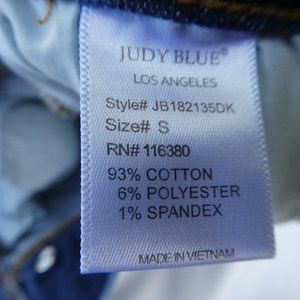 JUDY BLUE®
LOS ANGELES
Style# JB182135DK
Size# S
RN# 116380
93% COTTON
6% POLYESTER
1% SPANDEX
MADE IN VIETNAM